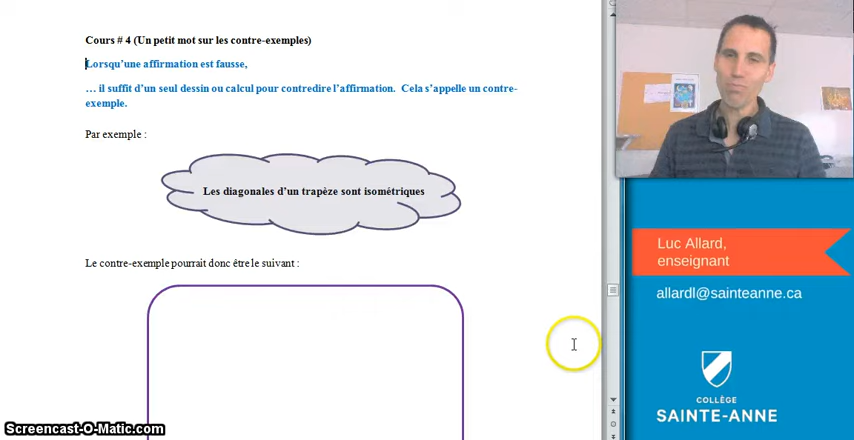 Cours # 4 (Un petit mot sur les contre-exemples)
Lorsqu’une affirmation est fausse,
… il suffit d’un seul dessin ou calcul pour contredire l’affirmation. Cela s’appelle un contre-
exemple.
Par exemple :
Les diagonales d’un trapèze sont isométriques
Le contre-exemple pourrait donc être le suivant :
Luc Allard,
enseignant
allardl@sainteanne.ca
COLLÈGE
SAINTE-ANNE
Screencast-O-Matic.com